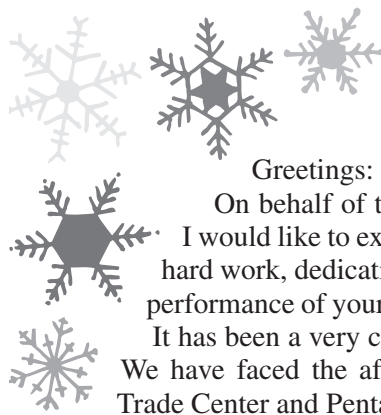 Greetings:
On behalf of t
I would like to ex
hard work, dedicati
performance of your
It has been a very c
We have faced the af
Trade Center and Penta